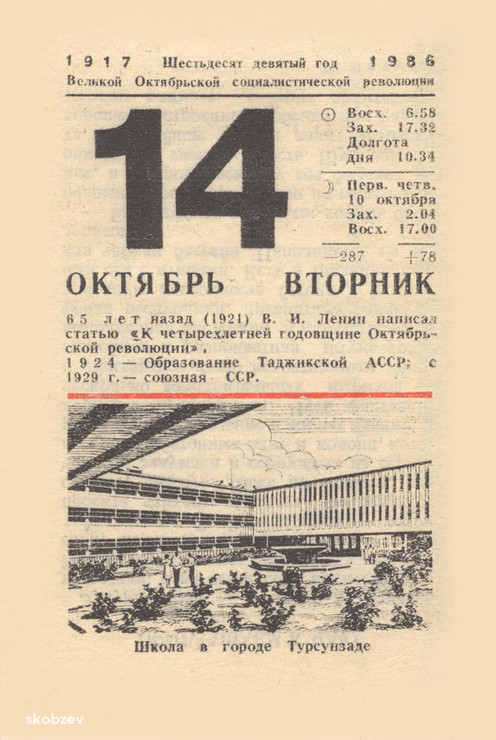 1917 Шестьдесят девятый год 1986
Великой Октябрьской социалистической революции
14
Восх. 6.58
Зах. 17.32
Долгота
дня 10.34
Перв. четв.
10 октября
Зах. 2.04
Восх. 17.00
—287 +78
ОКТЯБРЬ ВТОРНИК
65 лет назад (1921) В. И. Ленин написал
статью «К четырехлетней годовщине Октябрь-
ской революции».
1924 — Образование Таджикской АССР; с
1929 г. — союзная ССР.
Школа в городе Турсунзаде
skobzev